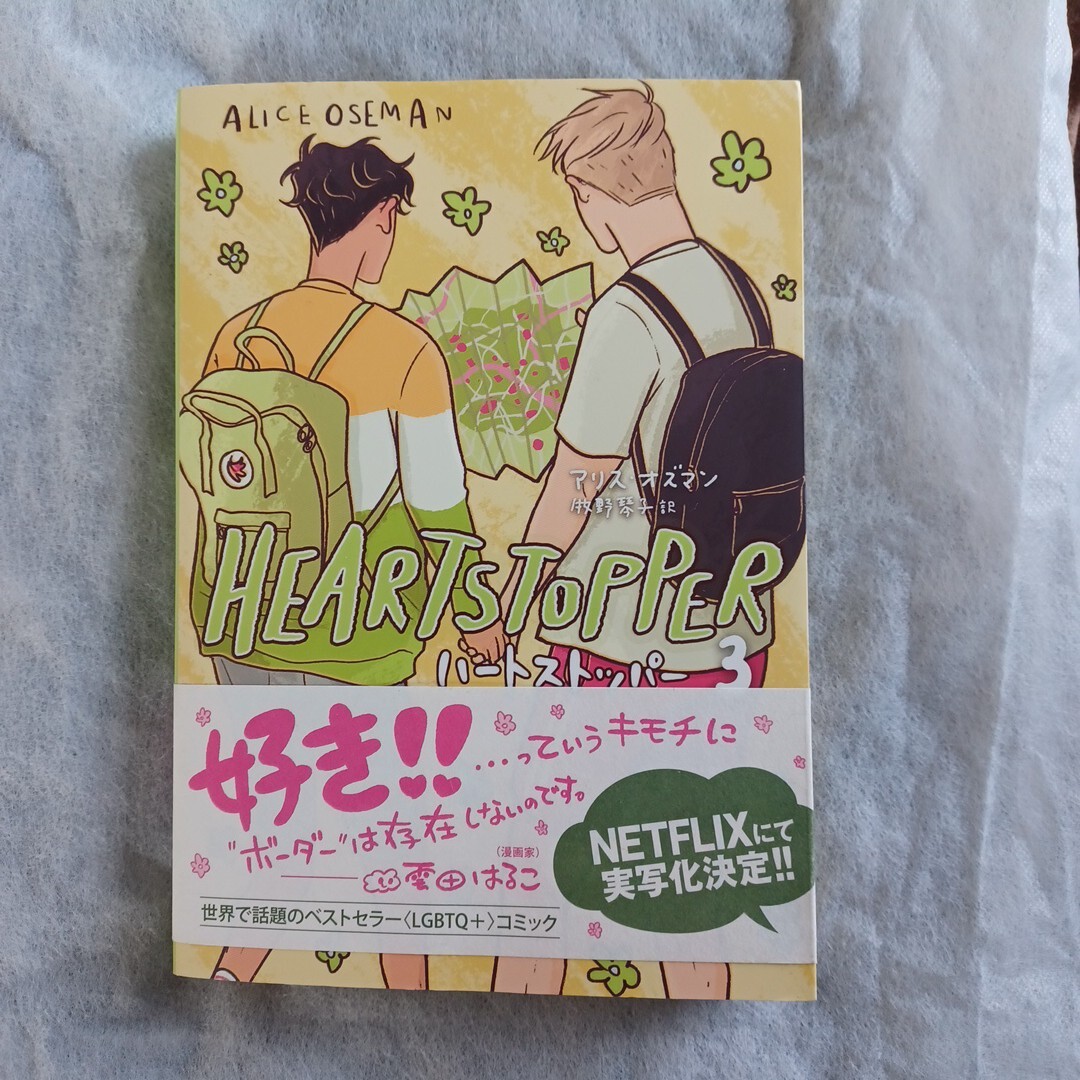 ALICE OSEMAN
アリス・オズマン
牧野琴子 訳
HEARTSTOPPER
ハートストッパー 3
好き!! ...っていうキモチに
"ボーダー"は存在しないのです。
(漫画家)
雲田はるこ
NETFLIXにて
実写化決定!!
世界で話題のベストセラー〈LGBTQ+〉コミック